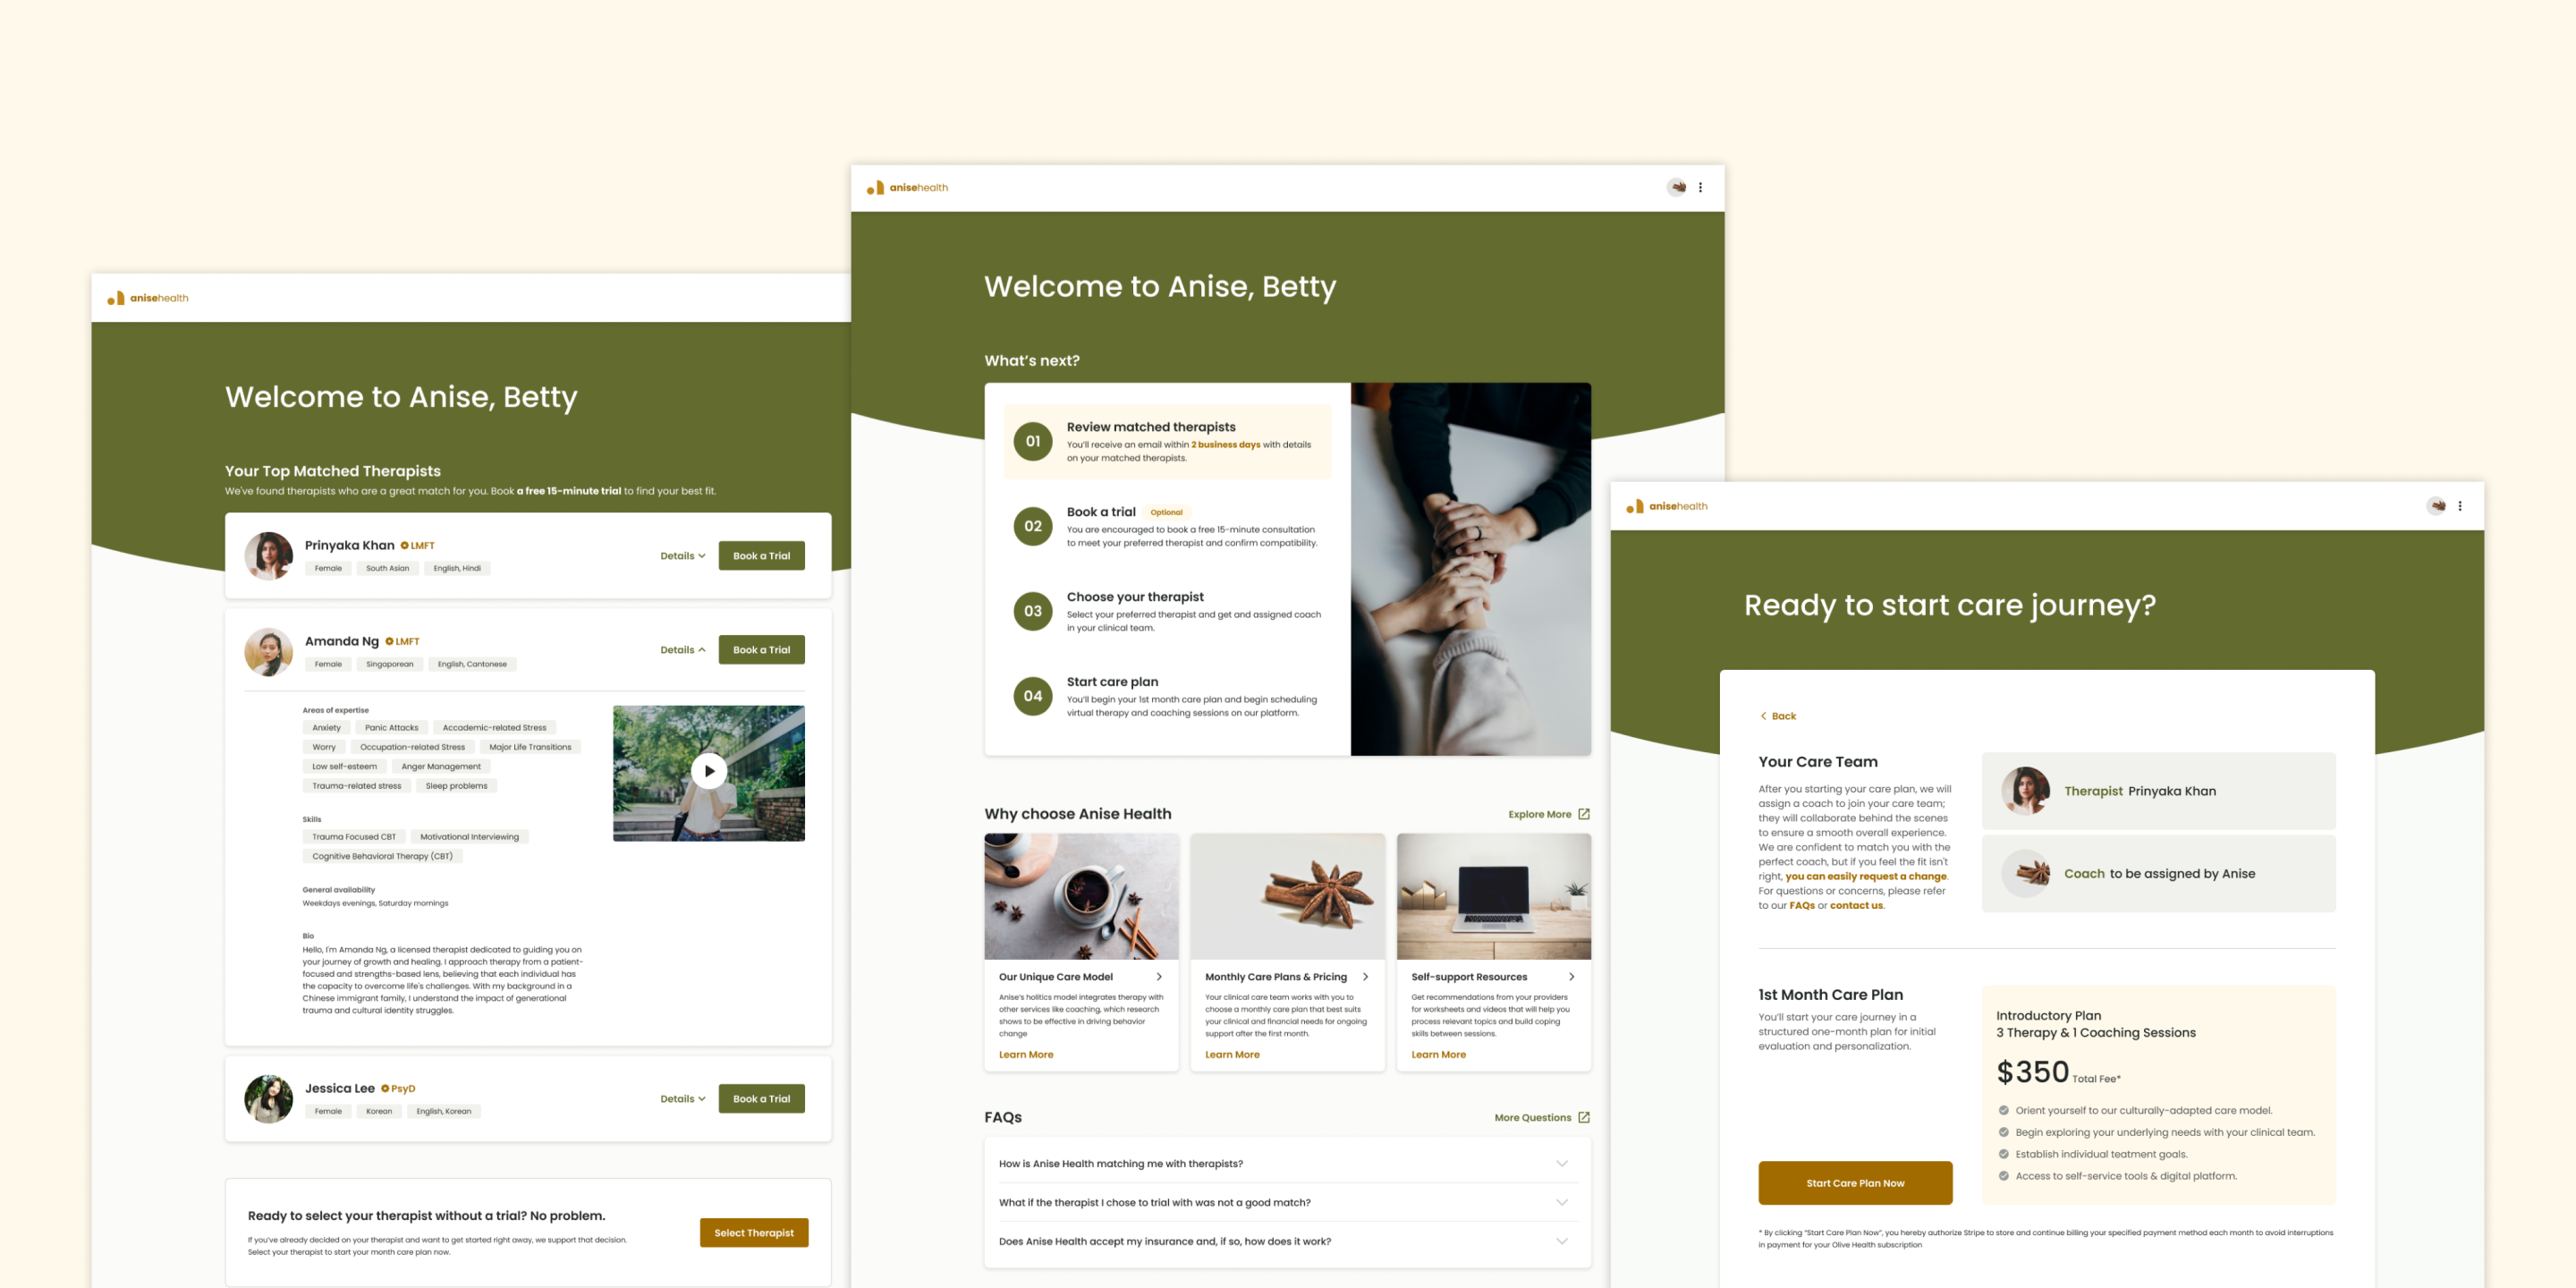 anisehealth
Welcome to Anise, Betty
Your Top Matched Therapists
We've found therapists who are a great match for you. Book a free 15-minute trial to find your best fit.
Prinyaka Khan LMFT
Female South Asian English, Hindi
Details Book a Trial
Amanda Ng LMFT
Female Singaporean English, Cantonese
Details Book a Trial
Areas of expertise
Anxiety Panic Attacks Accademic-related Stress
Worry Occupation-related Stress Major Life Transitions
Low self-esteem Anger Management
Trauma-related stress Sleep problems
Skills
Trauma Focused CBT Motivational Interviewing
Cognitive Behavioral Therapy (CBT)
General availability
Weekdays evenings, Saturday mornings
Bio
Hello, I'm Amanda Ng, a licensed therapist dedicated to guiding you on
your journey of growth and healing. I approach therapy from a patient-
focused and strengths-based lens, believing that each individual has
the capacity to overcome life's challenges. With my background in a
Chinese immigrant family, I understand the impact of generational
trauma and cultural identity struggles.
Jessica Lee PsyD
Female Korean English, Korean
Details Book a Trial
Ready to select your therapist without a trial? No problem.
If you've already decided on your therapist and want to get started right away, we support that decision.
Select your therapist to start your month care plan now.
Select Therapist
anisehealth
Welcome to Anise, Betty
What's next?
01
Review matched therapists
You'll receive an email within 2 business days with details
on your matched therapists.
02
Book a trial Optional
You are encouraged to book a free 15-minute consultation
to meet your preferred therapist and confirm compatibility.
03
Choose your therapist
Select your preferred therapist and get and assigned coach
in your clinical team.
04
Start care plan
You'll begin your 1st month care plan and begin scheduling
virtual therapy and coaching sessions on our platform.
Why choose Anise Health
Explore More
Our Unique Care Model
Anise's holitics model integrates therapy with
other services like coaching, which research
shows to be effective in driving behavior
change
Learn More
Monthly Care Plans & Pricing
Your clinical care team works with you to
choose a monthly care plan that best suits
your clinical and financial needs for ongoing
support after the first month.
Learn More
Self-support Resources
Get recommendations from your providers
for worksheets and videos that will help you
process relevant topics and build coping
skills between sessions.
Learn More
FAQs
More Questions
How is Anise Health matching me with therapists?
What if the therapist I chose to trial with was not a good match?
Does Anise Health accept my insurance and, if so, how does it work?
anisehealth
Ready to start care journey?
Back
Your Care Team
After you starting your care plan, we will
assign a coach to join your care team;
they will collaborate behind the scenes
to ensure a smooth overall experience.
We are confident to match you with the
perfect coach, but if you feel the fit isn't
right, you can easily request a change.
For questions or concerns, please refer
to our FAQs or contact us.
Therapist Prinyaka Khan
Coach to be assigned by Anise
1st Month Care Plan
You'll start your care journey in a
structured one-month plan for initial
evaluation and personalization.
Start Care Plan Now
Introductory Plan
3 Therapy & 1 Coaching Sessions
$350 Total Fee*
Orient yourself to our culturally-adapted care model.
Begin exploring your underlying needs with your clinical team.
Establish individual teatment goals.
Access to self-service tools & digital platform.
* By clicking "Start Care Plan Now", you hereby authorize Stripe to store and continue billing your specified payment method each month to avoid interruptions
in payment for your Olive Health subscription